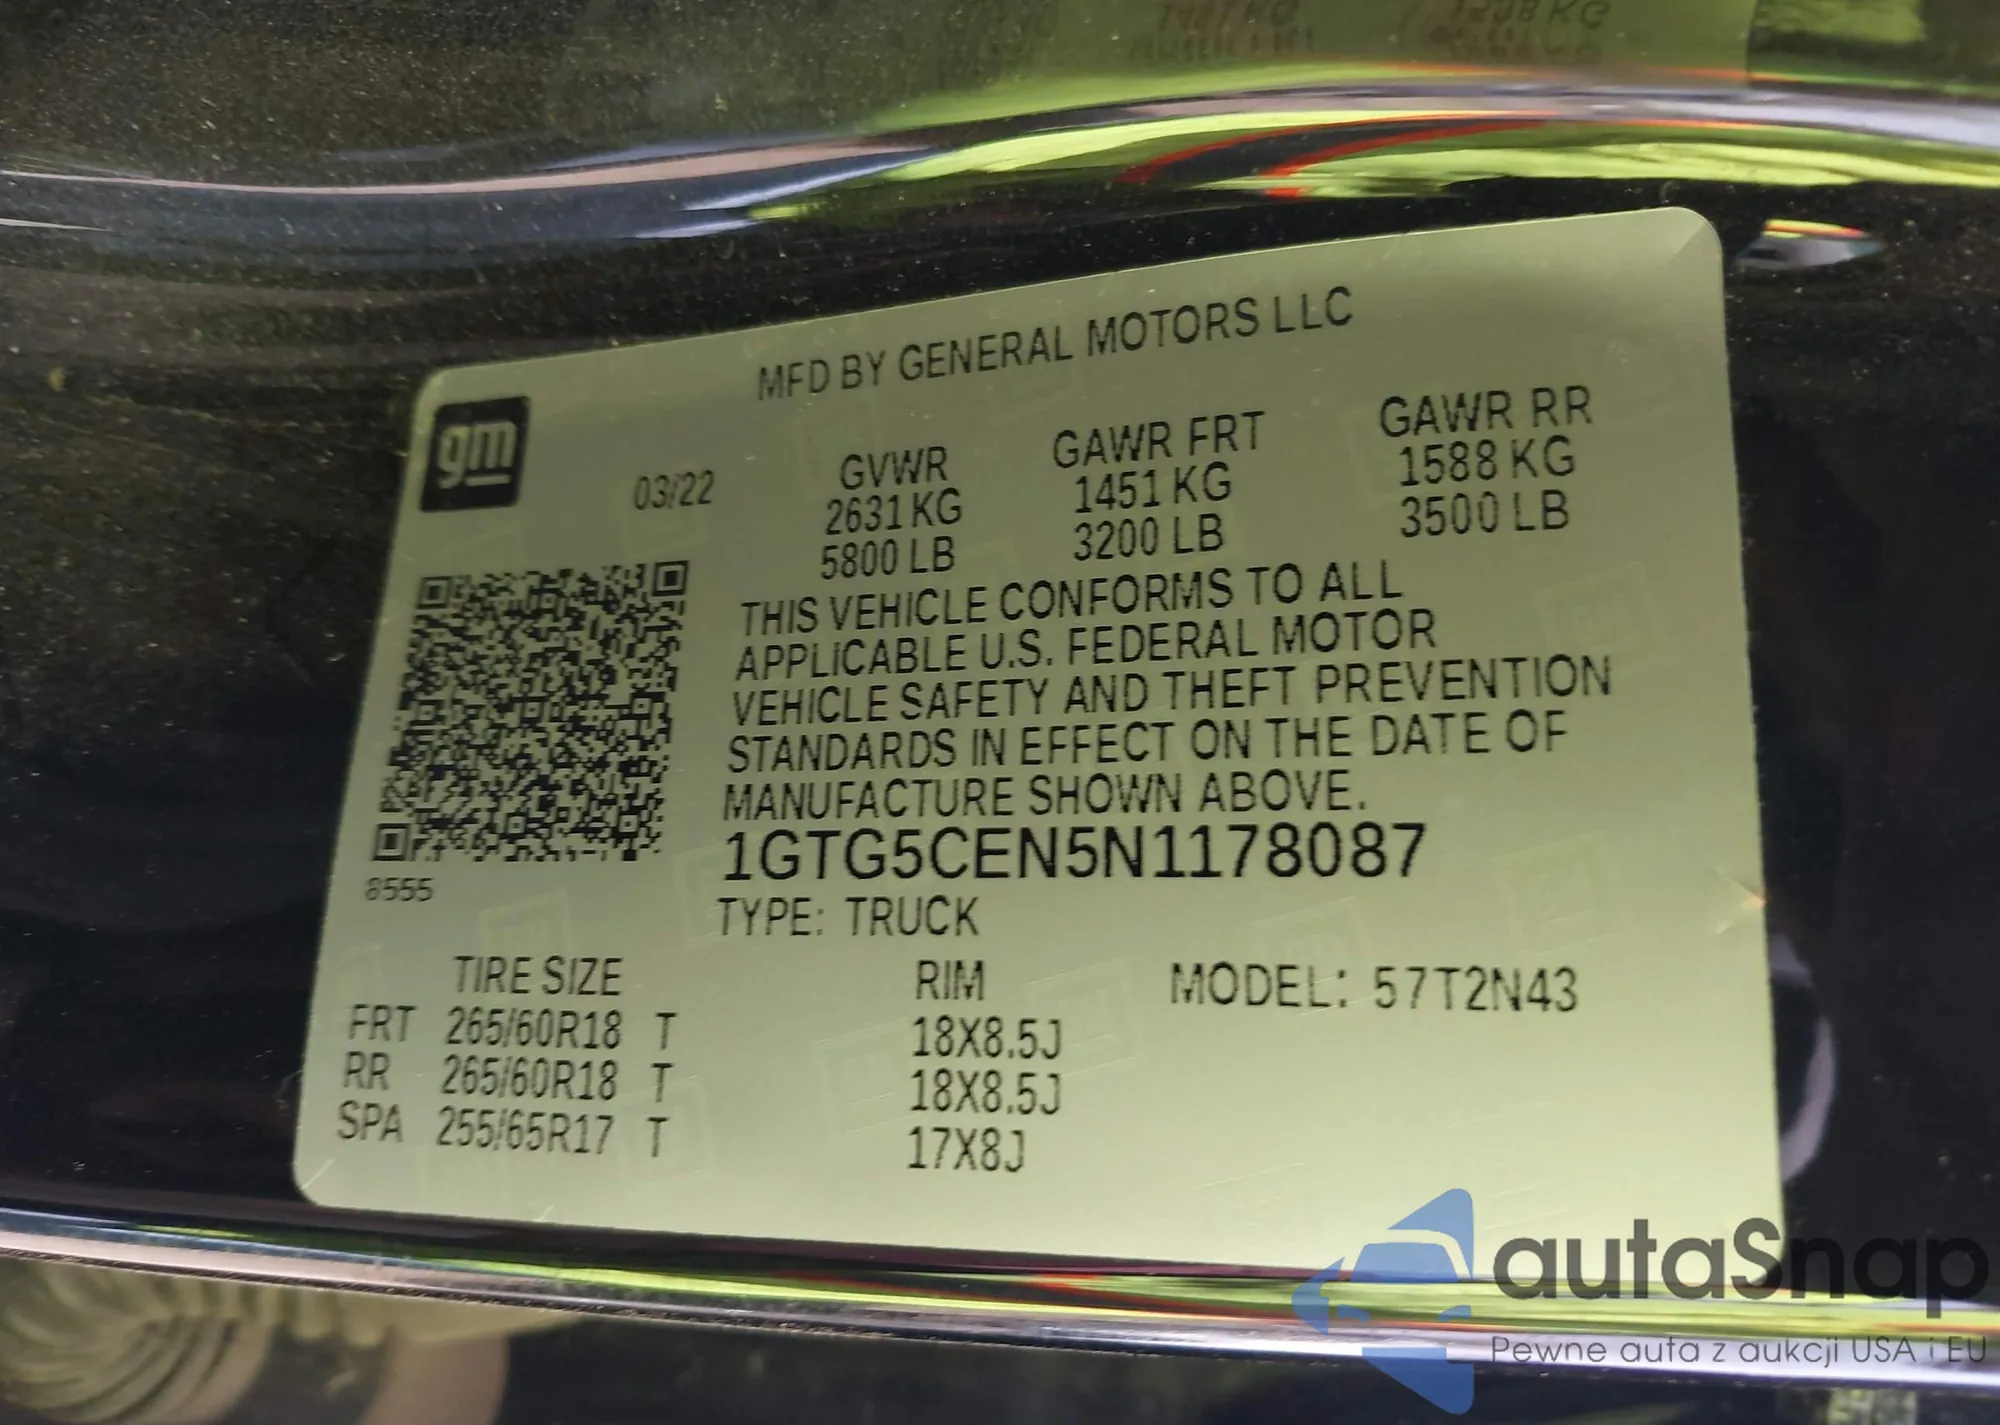 MFD BY GENERAL MOTORS LLC
gm
03/22
GVWR GAWR FRT GAWR RR
2631 KG 1451 KG 1588 KG
5800 LB 3200 LB 3500 LB
THIS VEHICLE CONFORMS TO ALL
APPLICABLE U.S. FEDERAL MOTOR
VEHICLE SAFETY AND THEFT PREVENTION
STANDARDS IN EFFECT ON THE DATE OF
MANUFACTURE SHOWN ABOVE.
1GTG5CEN5N1178087
8555
TYPE: TRUCK
TIRE SIZE RIM MODEL: 57T2N43
FRT 265/60R18 T 18X8.5J
RR 265/60R18 T 18X8.5J
SPA 255/65R17 T 17X8J
autaSnap
Pewne auta z aukcji USA i EU